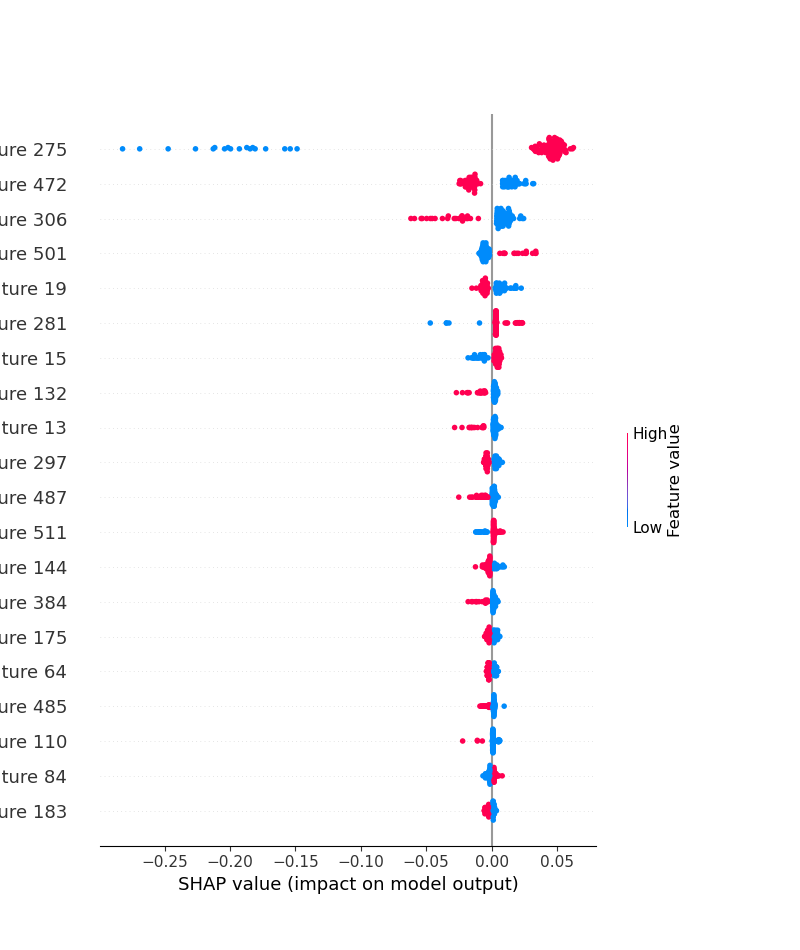 ure 275
ure 472
ure 306
ure 501
ture 19
ure 281
ture 15
ure 132
ture 13
ure 297
ure 487
ure 511
ure 144
ure 384
ure 175
ture 64
ure 485
ure 110
ture 84
ure 183
High
Low
Feature value
−0.25 −0.20 −0.15 −0.10 −0.05 0.00 0.05
SHAP value (impact on model output)